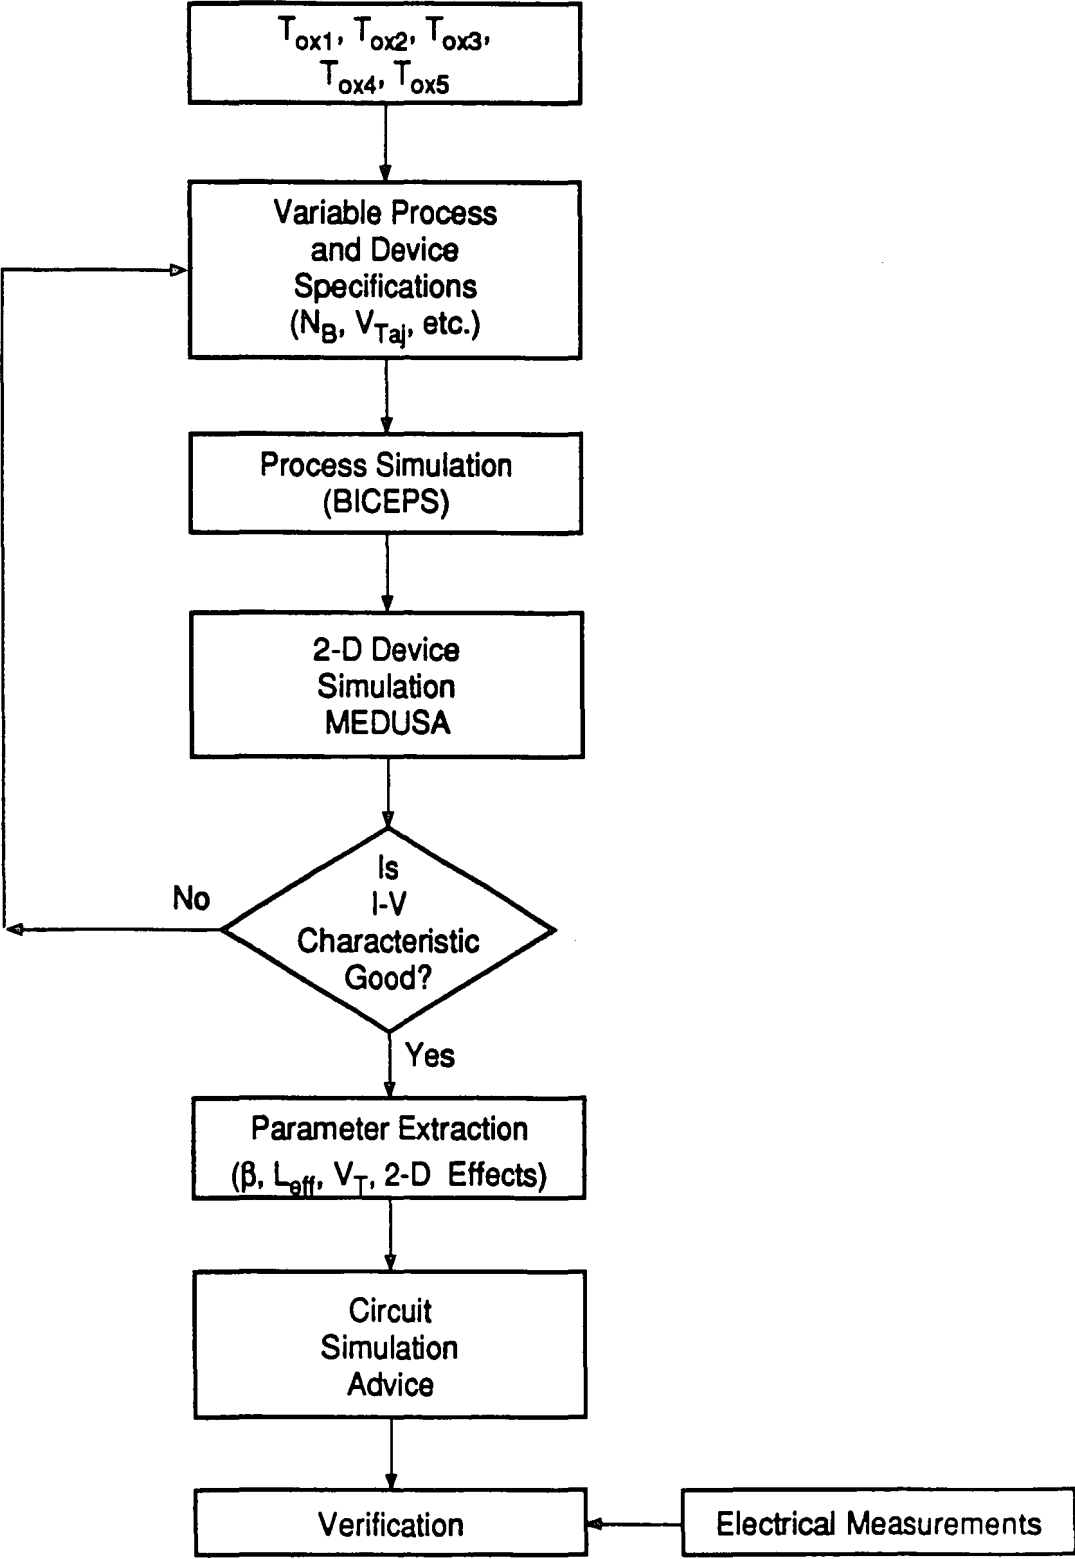 Tox1, Tox2, Tox3,
Tox4, Tox5
Variable Process
and Device
Specifications
(NB, VTaj, etc.)
Process Simulation
(BICEPS)
2-D Device
Simulation
MEDUSA
Is
I-V
Characteristic
Good?
No
Yes
Parameter Extraction
(β, Leff, VT, 2-D Effects)
Circuit
Simulation
Advice
Verification
Electrical Measurements